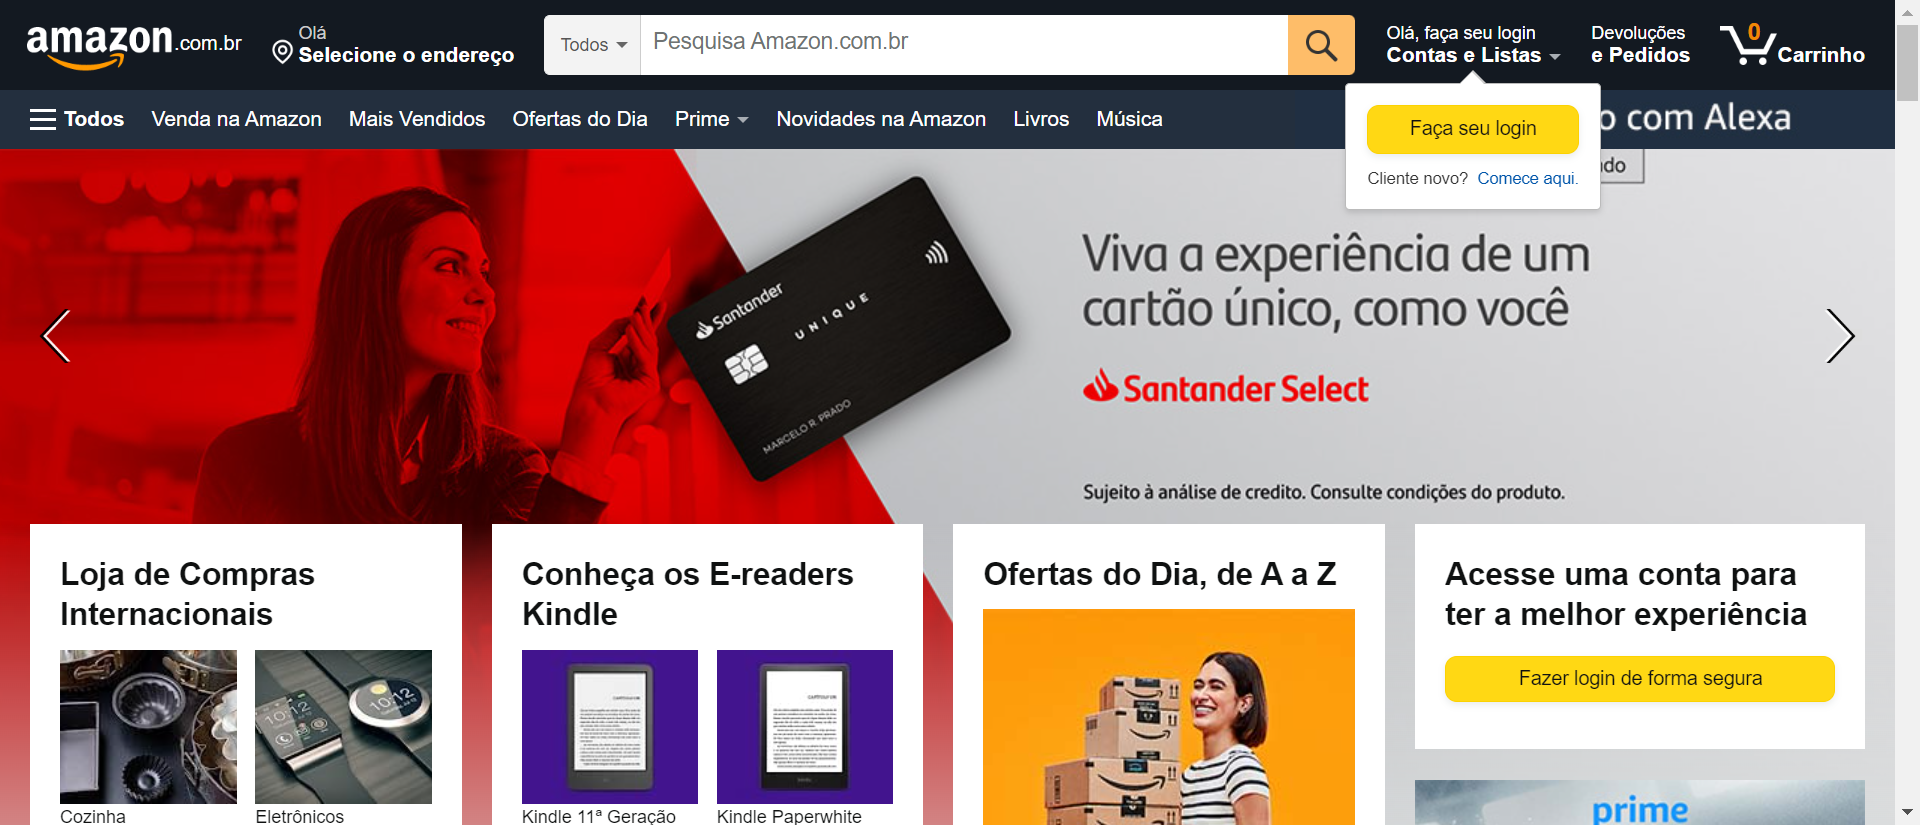 amazon.com.br
Olá
Selecione o endereço
Todos
Pesquisa Amazon.com.br
Olá, faça seu login
Contas e Listas
Devoluções
e Pedidos
0
Carrinho
Todos
Venda na Amazon
Mais Vendidos
Ofertas do Dia
Prime
Novidades na Amazon
Livros
Música
o com Alexa
Faça seu login
Cliente novo? Comece aqui.
do
Santander
UNIQUE
MARCELO R. PRADO
Viva a experiência de um
cartão único, como você
Santander Select
Sujeito à análise de credito. Consulte condições do produto.
Loja de Compras
Internacionais
10:12
10:12
Cozinha
Eletrônicos
Conheça os E-readers
Kindle
Kindle 11ª Geração
Kindle Paperwhite
Ofertas do Dia, de A a Z
Acesse uma conta para
ter a melhor experiência
Fazer login de forma segura
prime